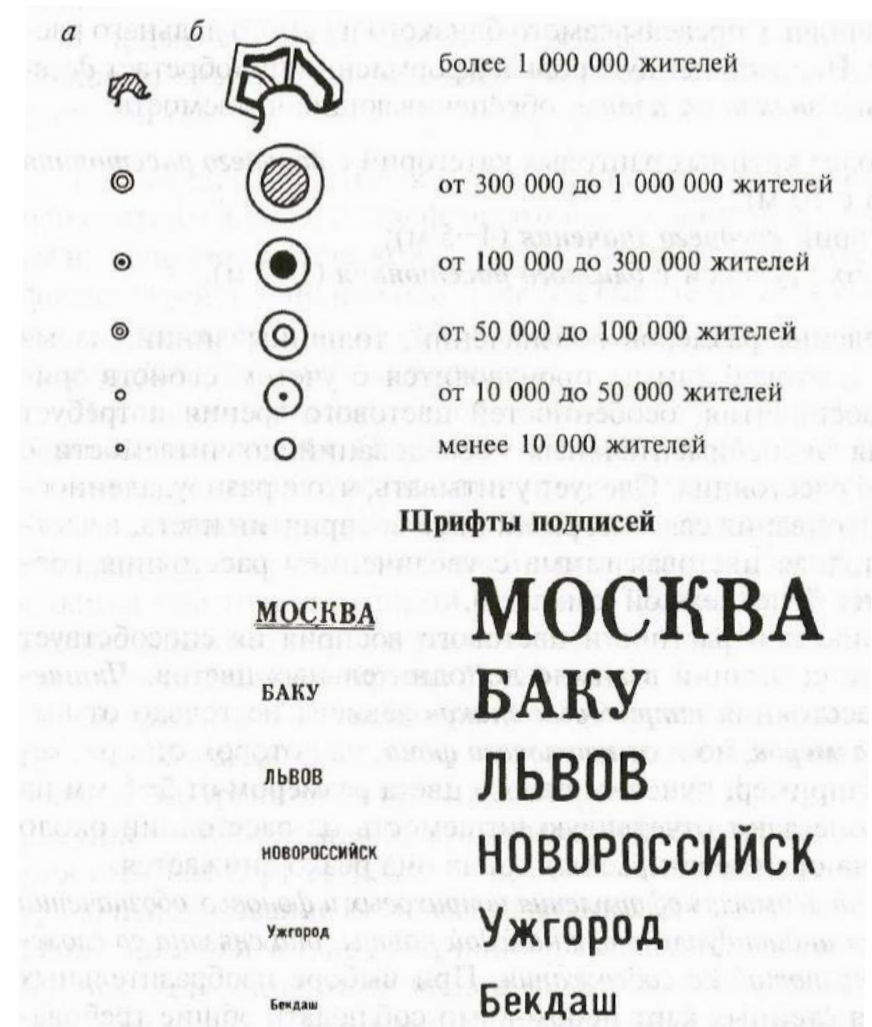 а б
более 1 000 000 жителей
от 300 000 до 1 000 000 жителей
от 100 000 до 300 000 жителей
от 50 000 до 100 000 жителей
от 10 000 до 50 000 жителей
менее 10 000 жителей
Шрифты подписей
МОСКВА МОСКВА
БАКУ БАКУ
ЛЬВОВ ЛЬВОВ
НОВОРОССИЙСК НОВОРОССИЙСК
Ужгород Ужгород
Бекдаш Бекдаш